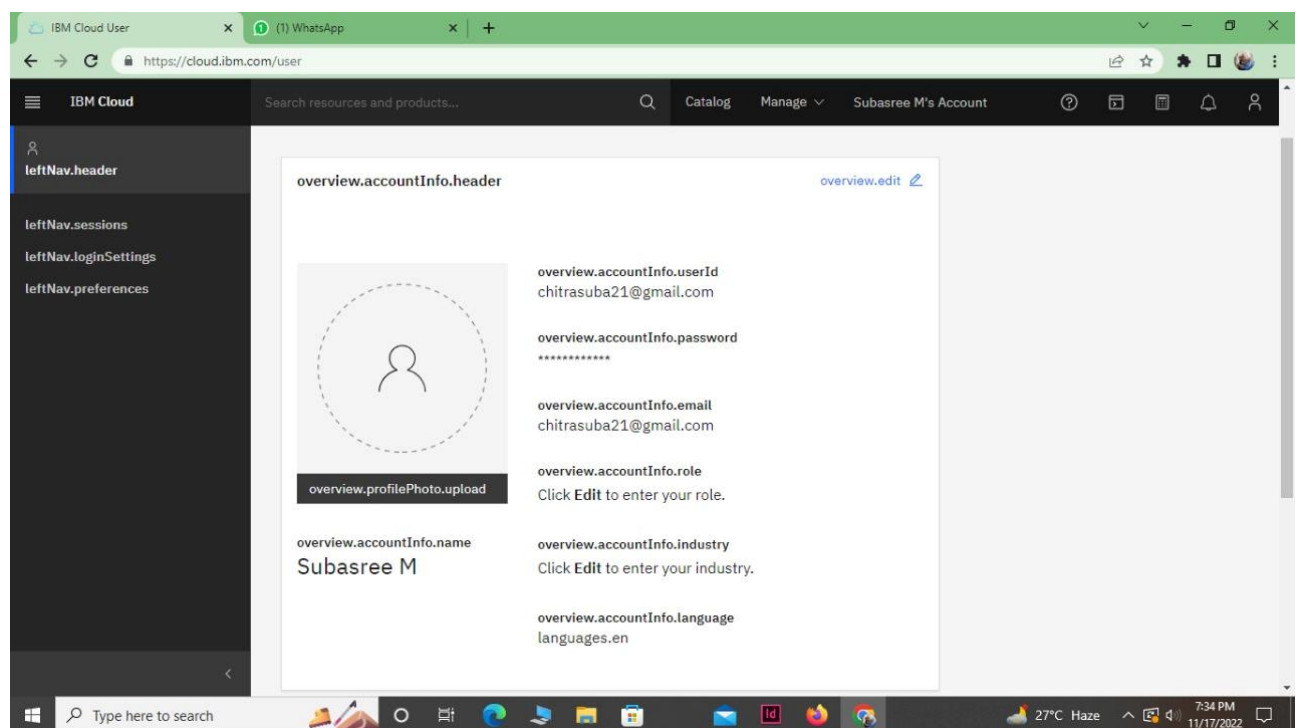 IBM Cloud User
(1) WhatsApp
https://cloud.ibm.com/user
IBM Cloud
Search resources and products...
Catalog
Manage
Subasree M's Account
leftNav.header
leftNav.sessions
leftNav.loginSettings
leftNav.preferences
overview.accountInfo.header
overview.edit
overview.profilePhoto.upload
overview.accountInfo.name
Subasree M
overview.accountInfo.userId
chitrasuba21@gmail.com
overview.accountInfo.password
************
overview.accountInfo.email
chitrasuba21@gmail.com
overview.accountInfo.role
Click Edit to enter your role.
overview.accountInfo.industry
Click Edit to enter your industry.
overview.accountInfo.language
languages.en
Type here to search
Id
27°C Haze
7:34 PM
11/17/2022